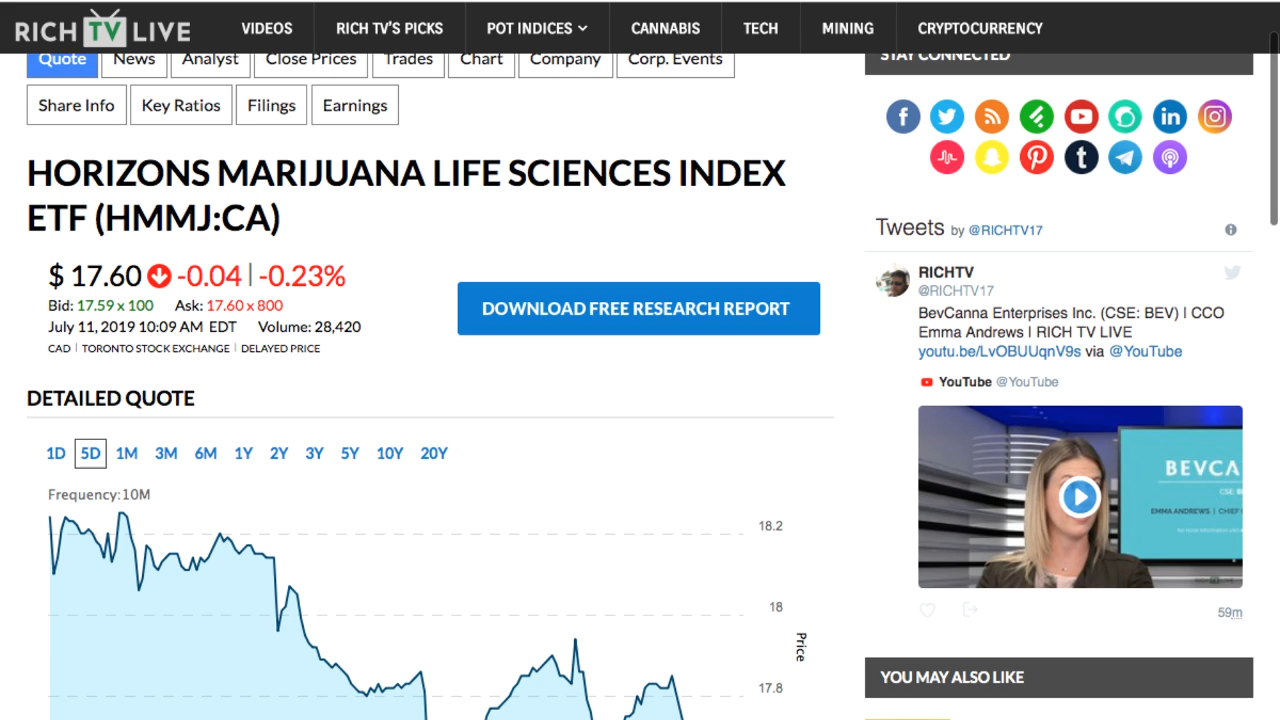 RICH TV LIVE
VIDEOS
RICH TV'S PICKS
POT INDICES
CANNABIS
TECH
MINING
CRYPTOCURRENCY
Quote
News
Analyst
Close Prices
Trades
Chart
Company
Corp. Events
Share Info
Key Ratios
Filings
Earnings
HORIZONS MARIJUANA LIFE SCIENCES INDEX
ETF (HMMJ:CA)
$ 17.60 -0.04 | -0.23%
Bid: 17.59 x 100 Ask: 17.60 x 800
July 11, 2019 10:09 AM EDT Volume: 28,420
CAD | TORONTO STOCK EXCHANGE | DELAYED PRICE
DOWNLOAD FREE RESEARCH REPORT
DETAILED QUOTE
1D 5D 1M 3M 6M 1Y 2Y 3Y 5Y 10Y 20Y
Frequency:10M
18.2
18
17.8
Price
STAY CONNECTED
Tweets by @RICHTV17
RICHTV
@RICHTV17
BevCanna Enterprises Inc. (CSE: BEV) I CCO
Emma Andrews I RICH TV LIVE
youtu.be/LvOBUUqnV9s via @YouTube
YouTube @YouTube
BEVCA
CSE: B
EMMA ANDREWS | CHIEF
59m
YOU MAY ALSO LIKE